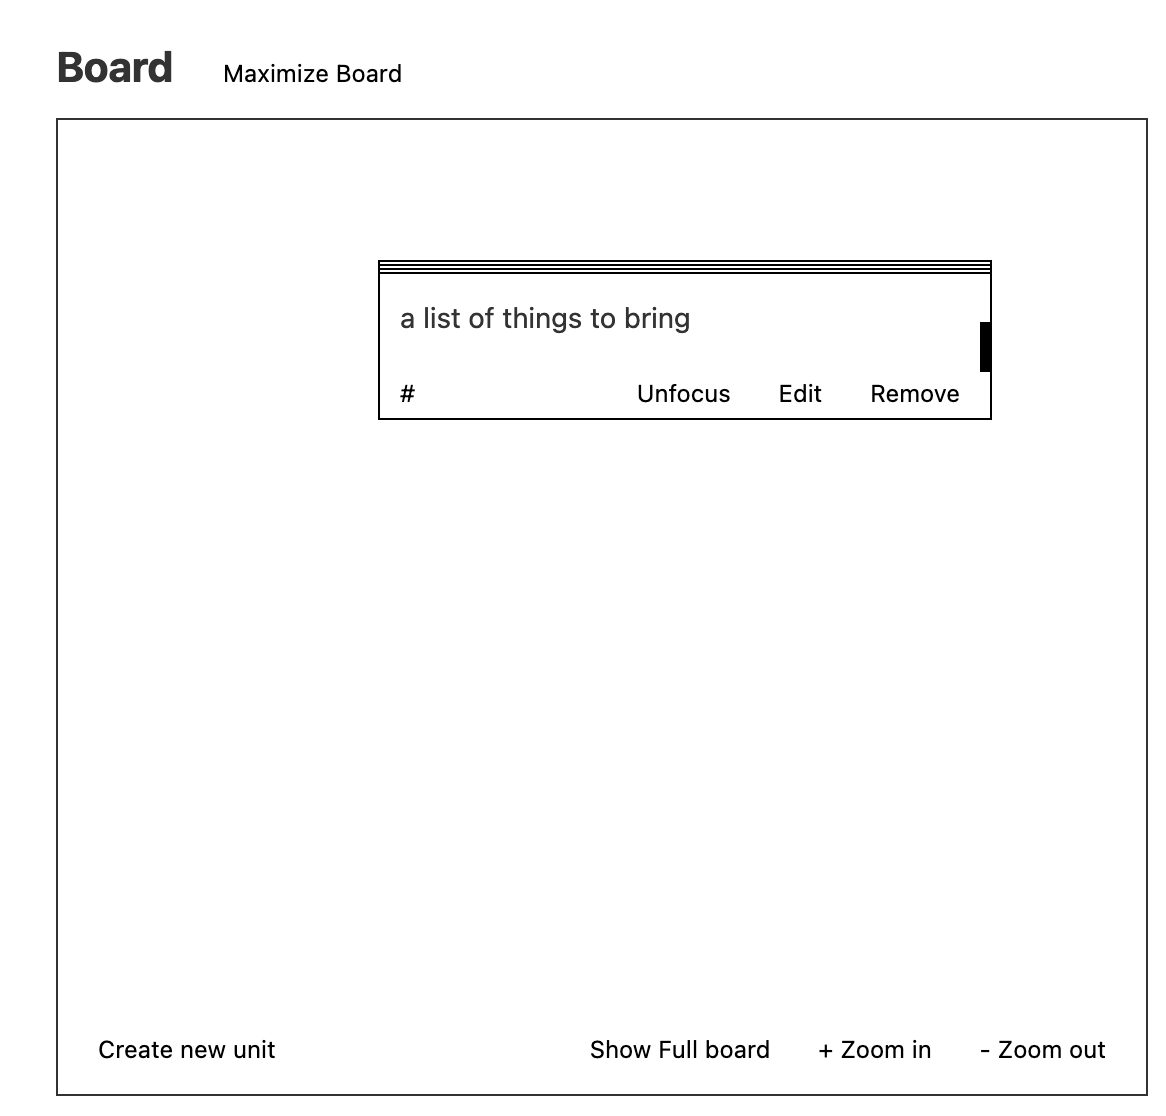 Board Maximize Board
a list of things to bring
# Unfocus Edit Remove
Create new unit Show Full board + Zoom in - Zoom out